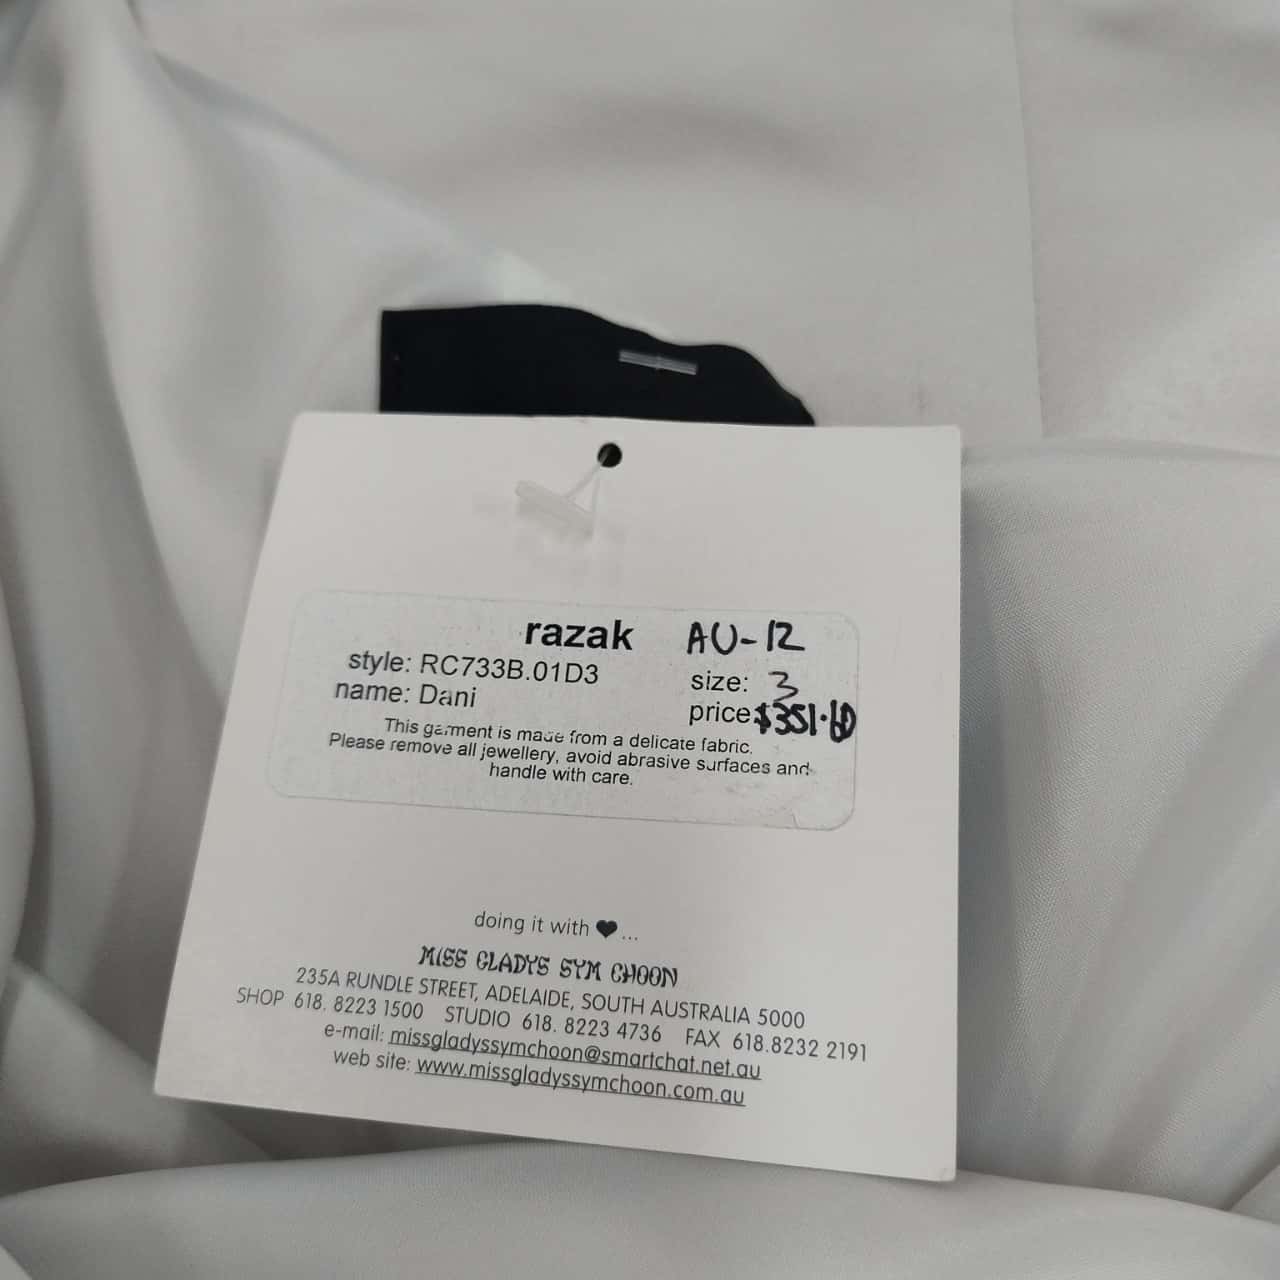 razak AU-12
style: RC733B.01D3 size: 3
name: Dani price: $351.60
This garment is made from a delicate fabric.
Please remove all jewellery, avoid abrasive surfaces and
handle with care.
doing it with ♥...
MISS GLADYS SYM CHOON
235A RUNDLE STREET, ADELAIDE, SOUTH AUSTRALIA 5000
SHOP 618. 8223 1500 STUDIO 618. 8223 4736 FAX 618.8232 2191
e-mail: missgladyssymchoon@smartchat.net.au
web site: www.missgladyssymchoon.com.au